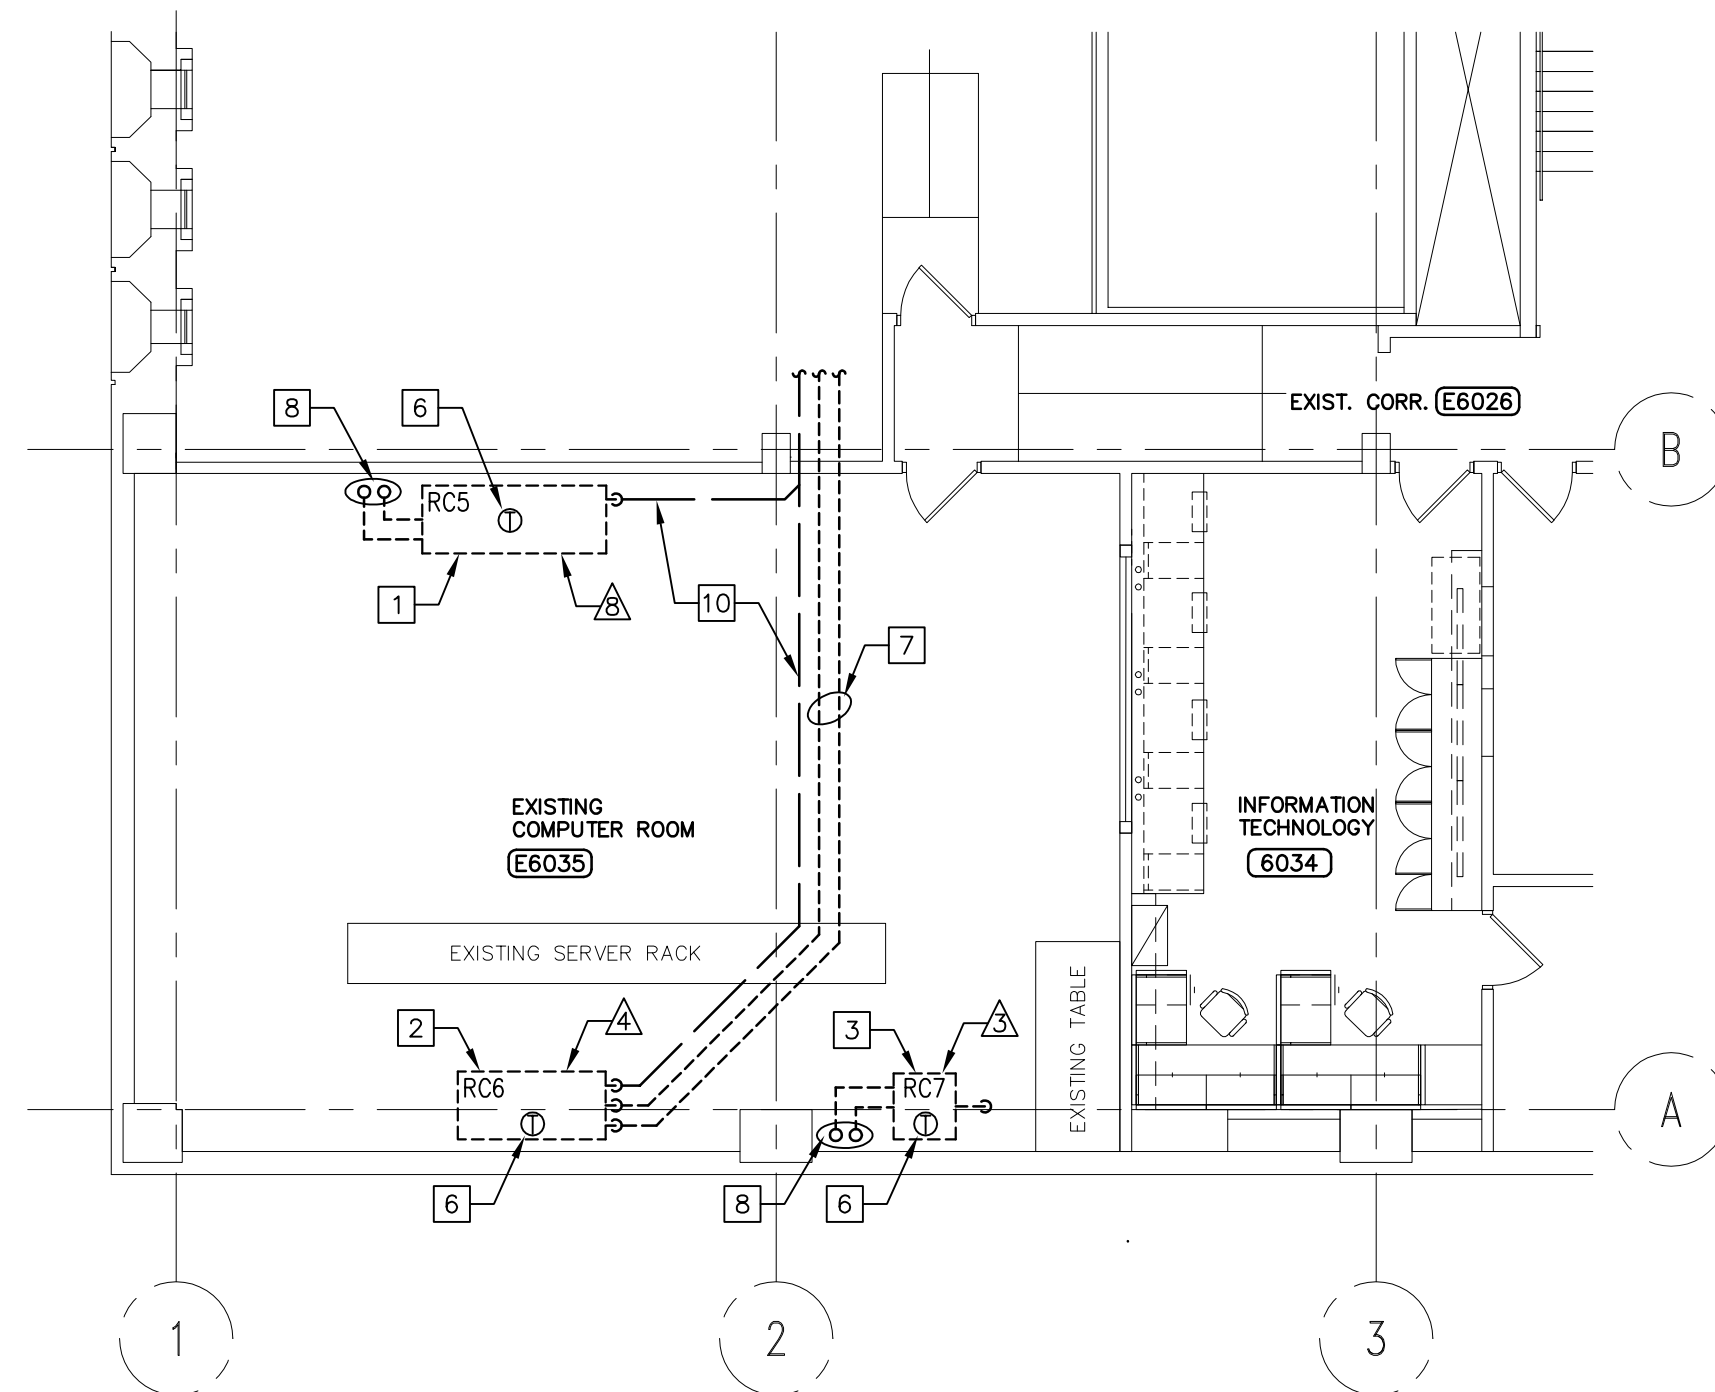 EXIST. CORR. E6026
8
6
B
RC5
T
1
8
10
7
EXISTING
COMPUTER ROOM
E6035
INFORMATION
TECHNOLOGY
6034
EXISTING SERVER RACK
EXISTING TABLE
2
4
3
3
RC6
T
RC7
T
A
6
8
6
1
2
3